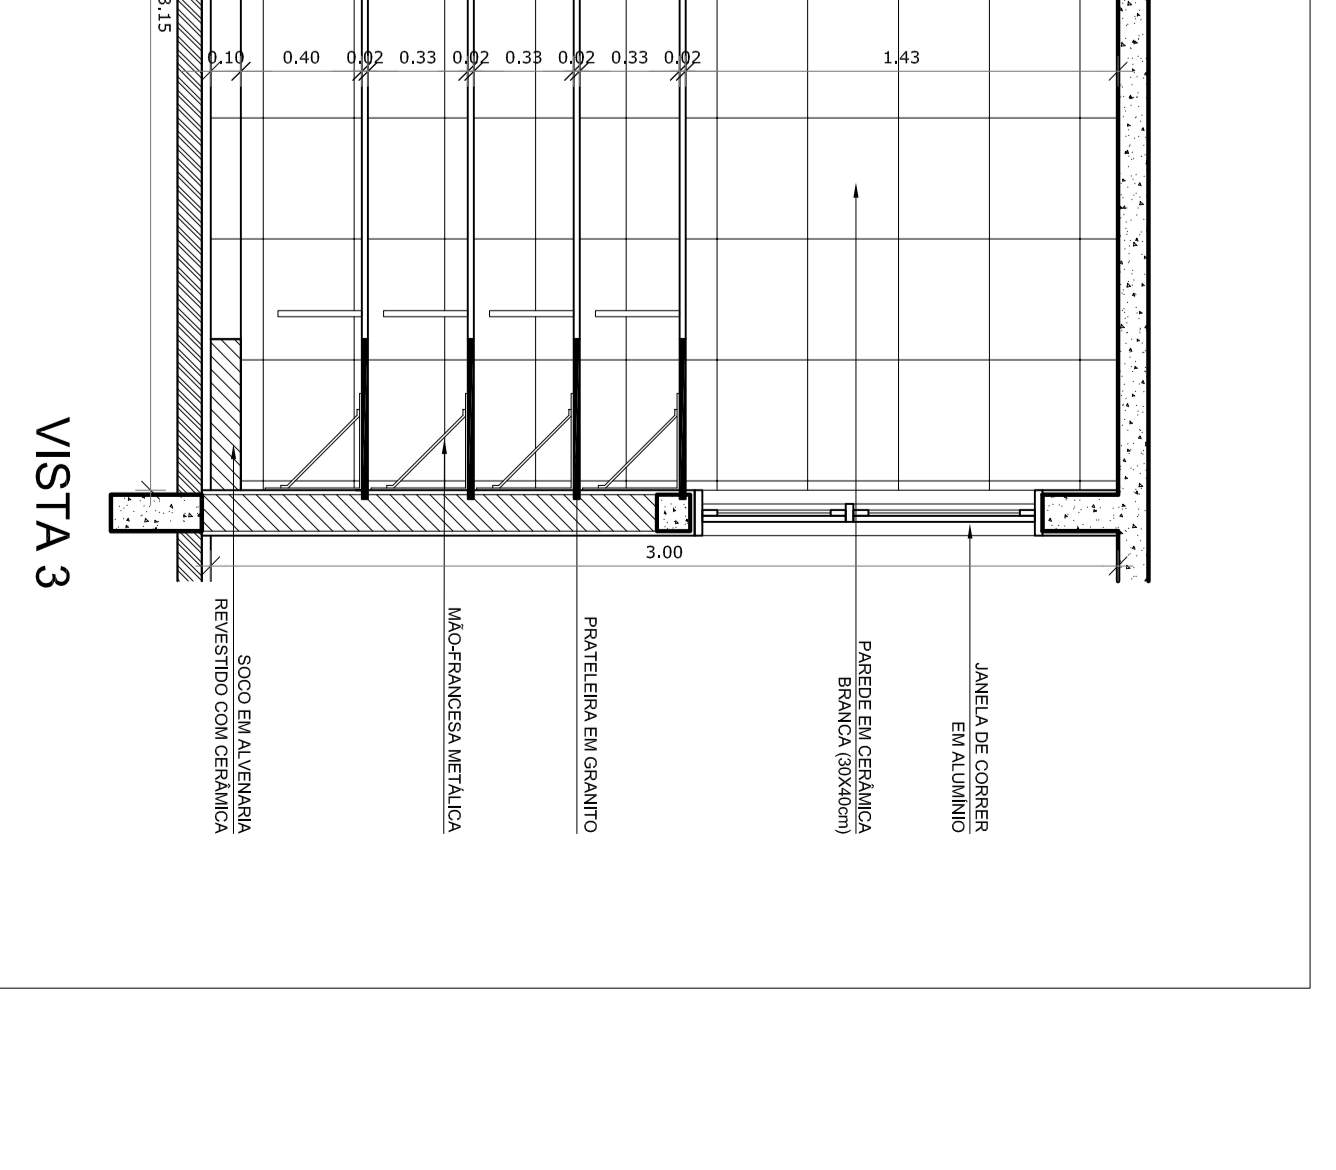 3.15
0.10
0.40
0.02
0.33
0.02
0.33
0.02
0.33
0.02
1.43
3.00
JANELA DE CORRER
EM ALUMÍNIO
PAREDE EM CERÂMICA
BRANCA (30X40cm)
PRATELEIRA EM GRANITO
MÃO-FRANCESA METÁLICA
SOCO EM ALVENARIA
REVESTIDO COM CERÂMICA
VISTA 3